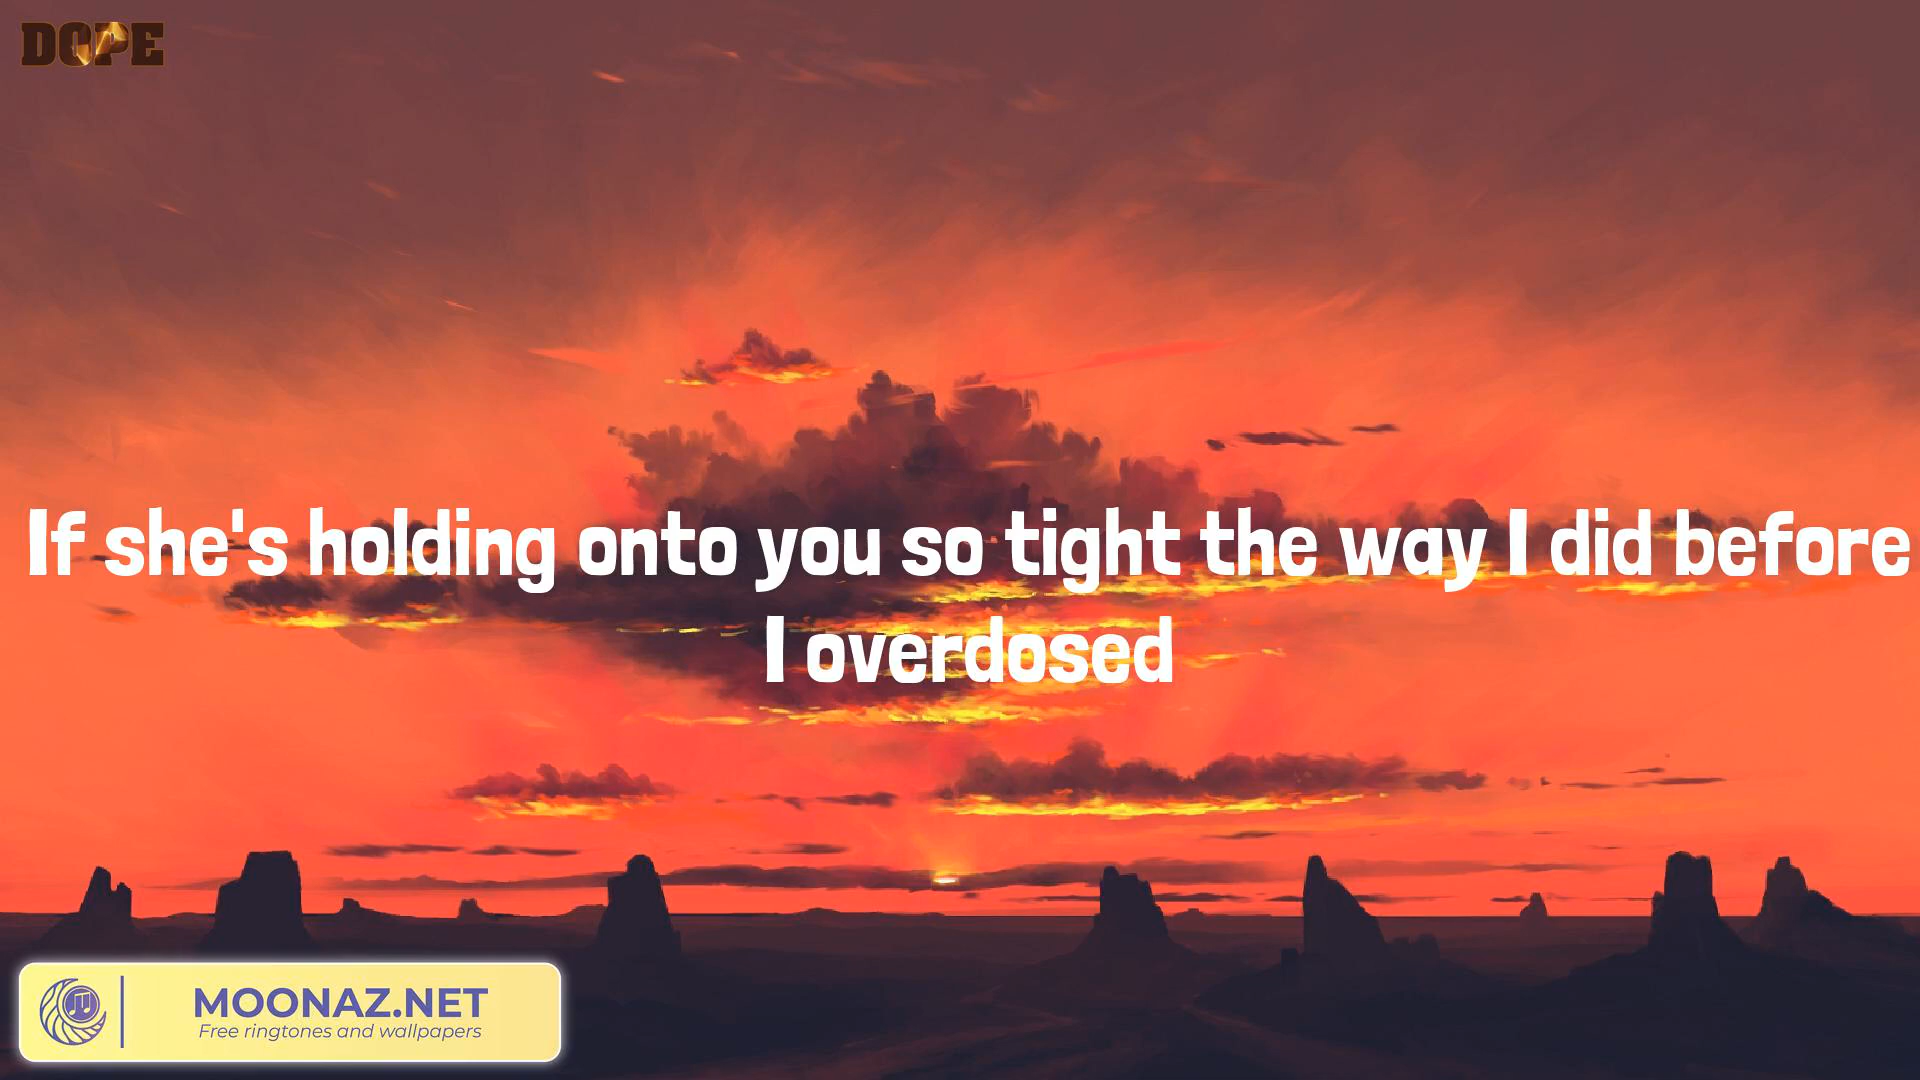 DOPE
If she's holding onto you so tight the way I did before
I overdosed
MOONAZ.NET
Free ringtones and wallpapers